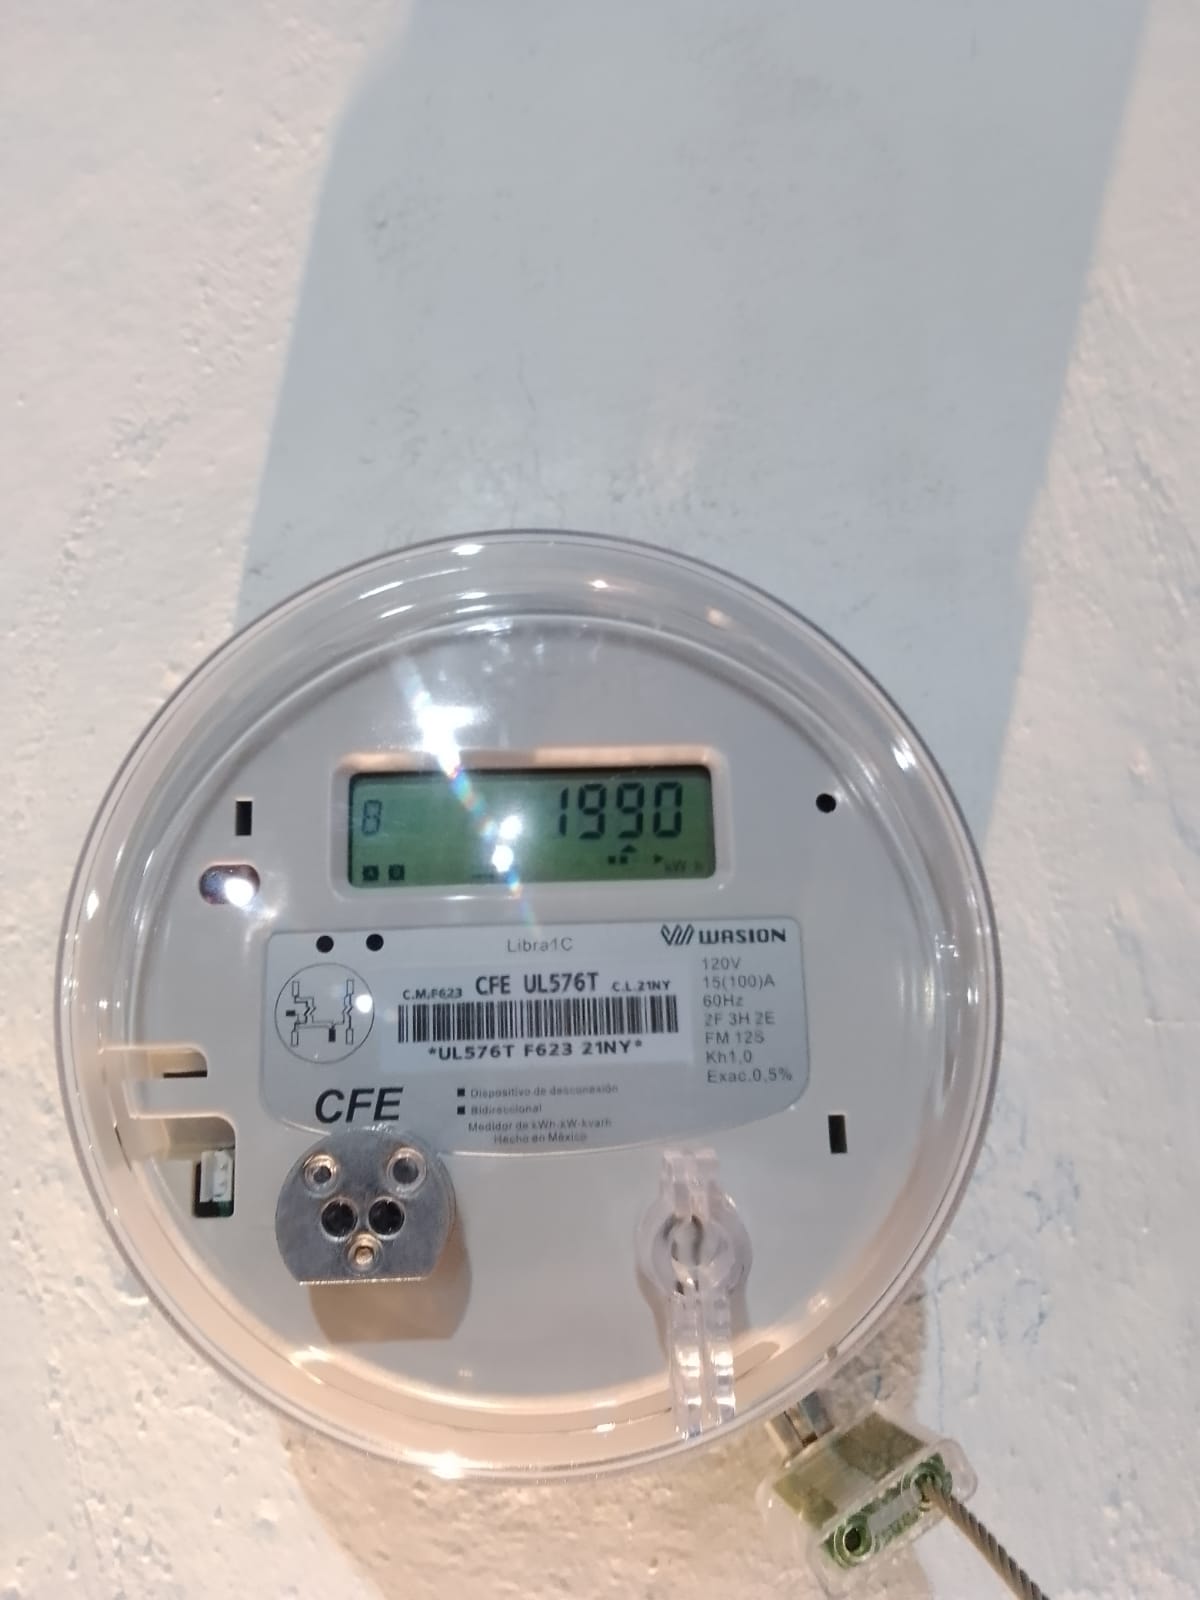 8 1990
kWh
Libra1C
WASION
C.M.F623 CFE UL576T C.L.21NY
*UL576T F623 21NY*
120V
15(100)A
60Hz
2F 3H 2E
FM 12S
Kh1,0
Exac.0,5%
CFE
Dispositivo de desconexión
Bidireccional
Medidor de kWh-kW-kvarh
Hecho en México